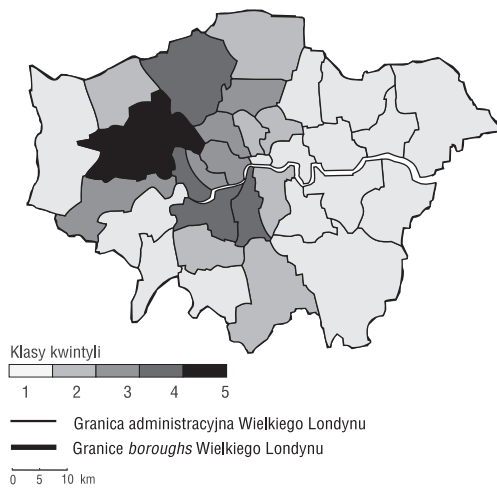 Klasy kwintyli
1 2 3 4 5
Granica administracyjna Wielkiego Londynu
Granice boroughs Wielkiego Londynu
0 5 10 km